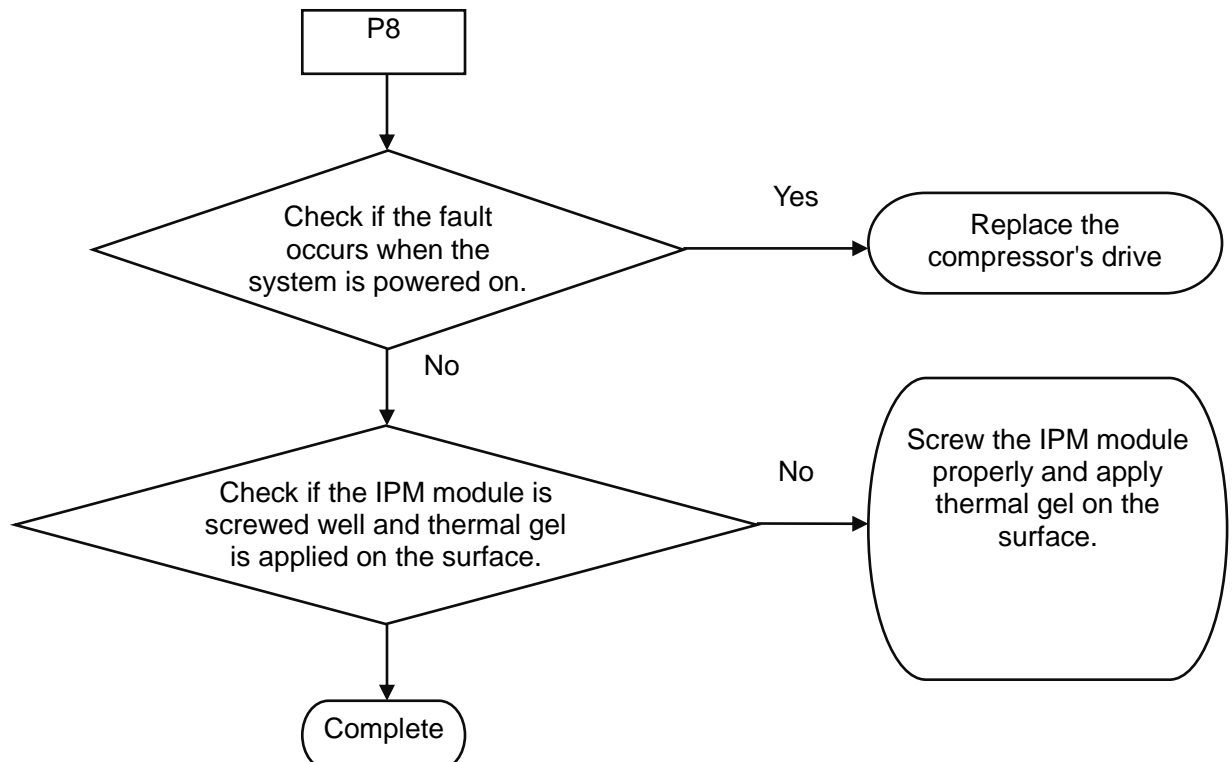 P8
Check if the fault
occurs when the
system is powered on.
Yes
Replace the
compressor's drive
No
Check if the IPM module is
screwed well and thermal gel
is applied on the surface.
No
Screw the IPM module
properly and apply
thermal gel on the
surface.
Complete